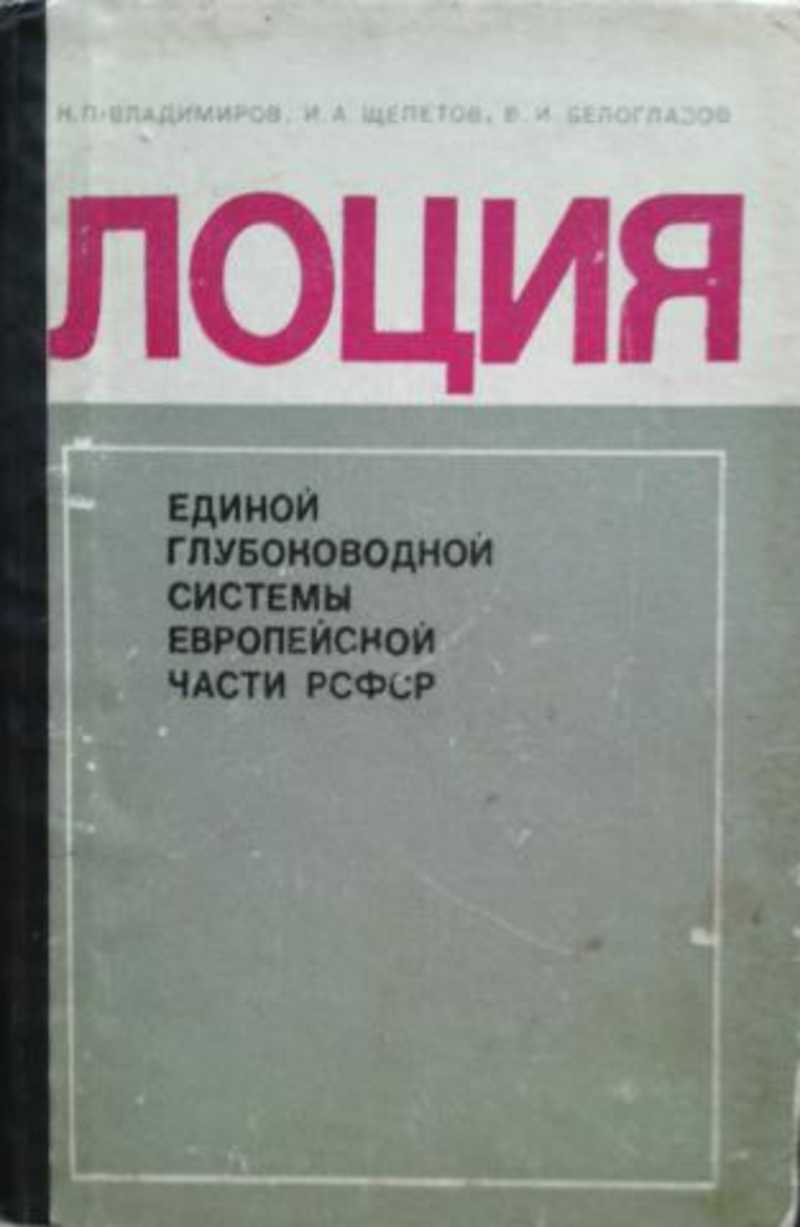 Н.П. ВЛАДИМИРОВ, И.А. ЩЕПЕТОВ, В.И. БЕЛОГЛАЗОВ
ЛОЦИЯ
ЕДИНОЙ
ГЛУБОКОВОДНОЙ
СИСТЕМЫ
ЕВРОПЕЙСКОЙ
ЧАСТИ РСФСР